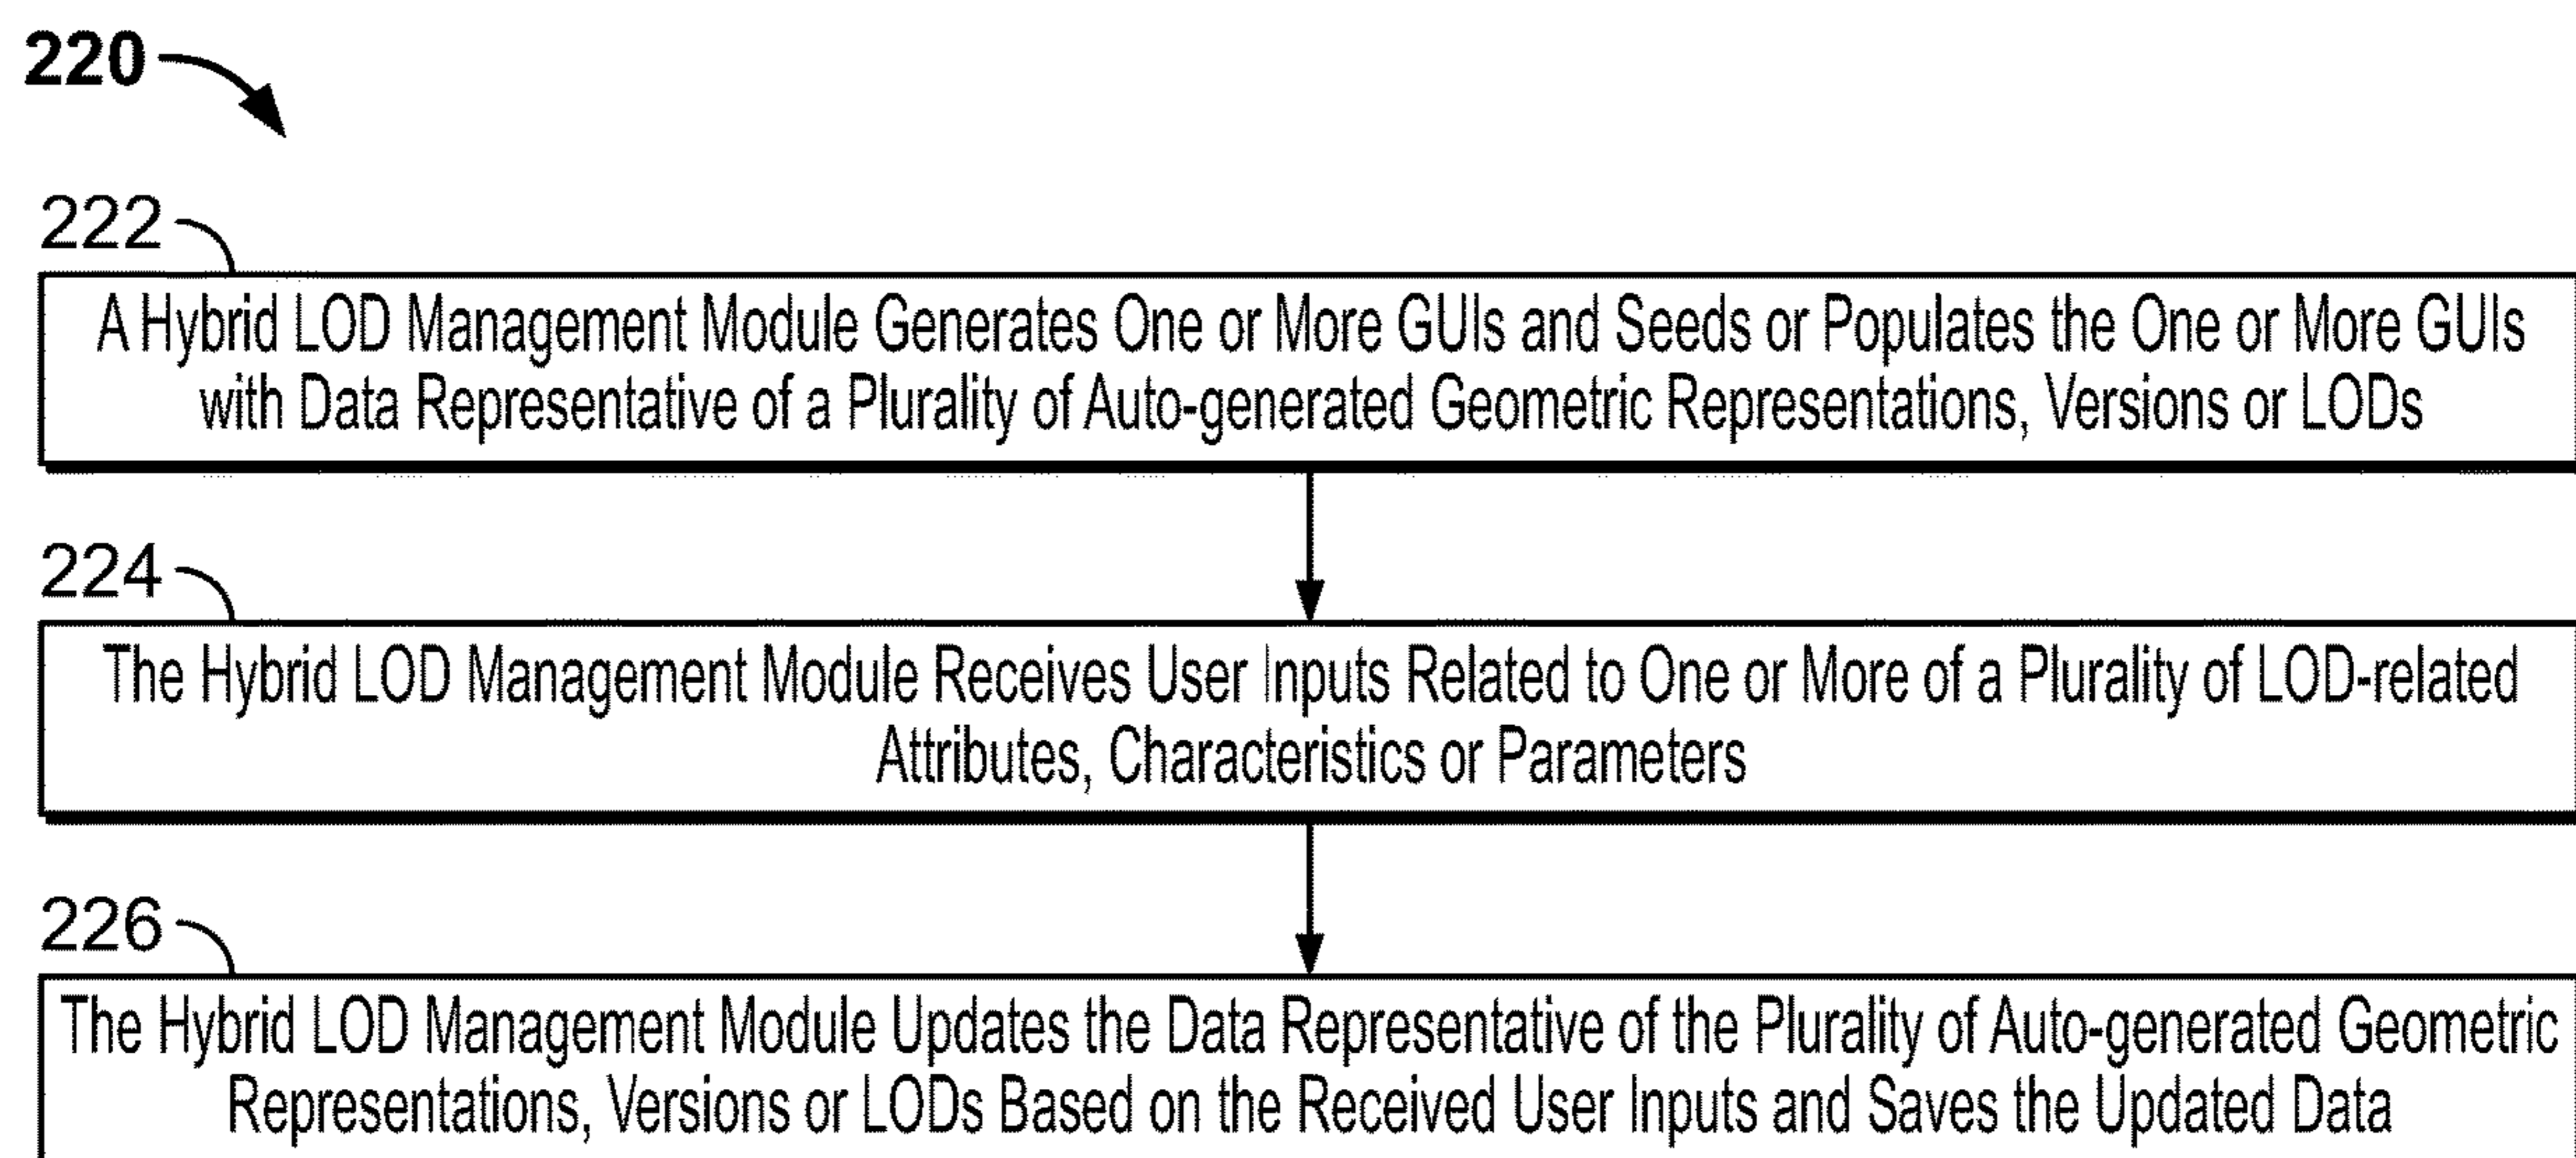 220
222
A Hybrid LOD Management Module Generates One or More GUIs and Seeds or Populates the One or More GUIs
with Data Representative of a Plurality of Auto-generated Geometric Representations, Versions or LODs
224
The Hybrid LOD Management Module Receives User Inputs Related to One or More of a Plurality of LOD-related
Attributes, Characteristics or Parameters
226
The Hybrid LOD Management Module Updates the Data Representative of the Plurality of Auto-generated Geometric
Representations, Versions or LODs Based on the Received User Inputs and Saves the Updated Data